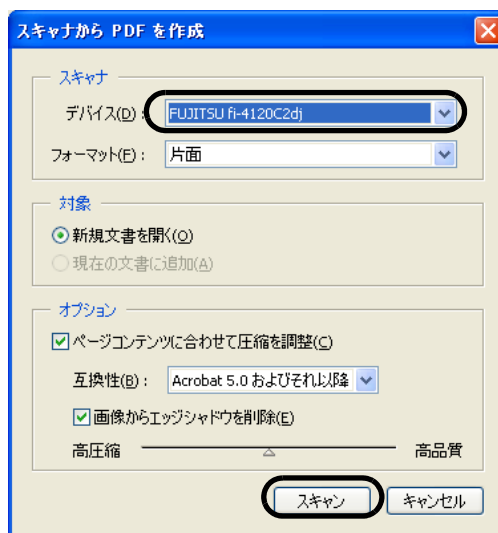 スキャナから PDF を作成
スキャナ
デバイス(D): FUJITSU fi-4120C2dj
フォーマット(F): 片面
対象
新規文書を開く(O)
現在の文書に追加(A)
オプション
ページコンテンツに合わせて圧縮を調整(C)
互換性(B): Acrobat 5.0 およびそれ以降
画像からエッジシャドウを削除(E)
高圧縮 高品質
スキャン キャンセル